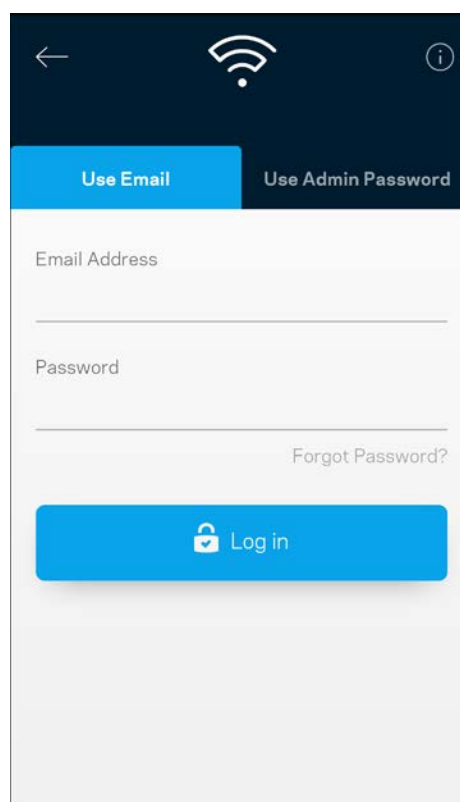 Use Email
Use Admin Password
Email Address
Password
Forgot Password?
Log in